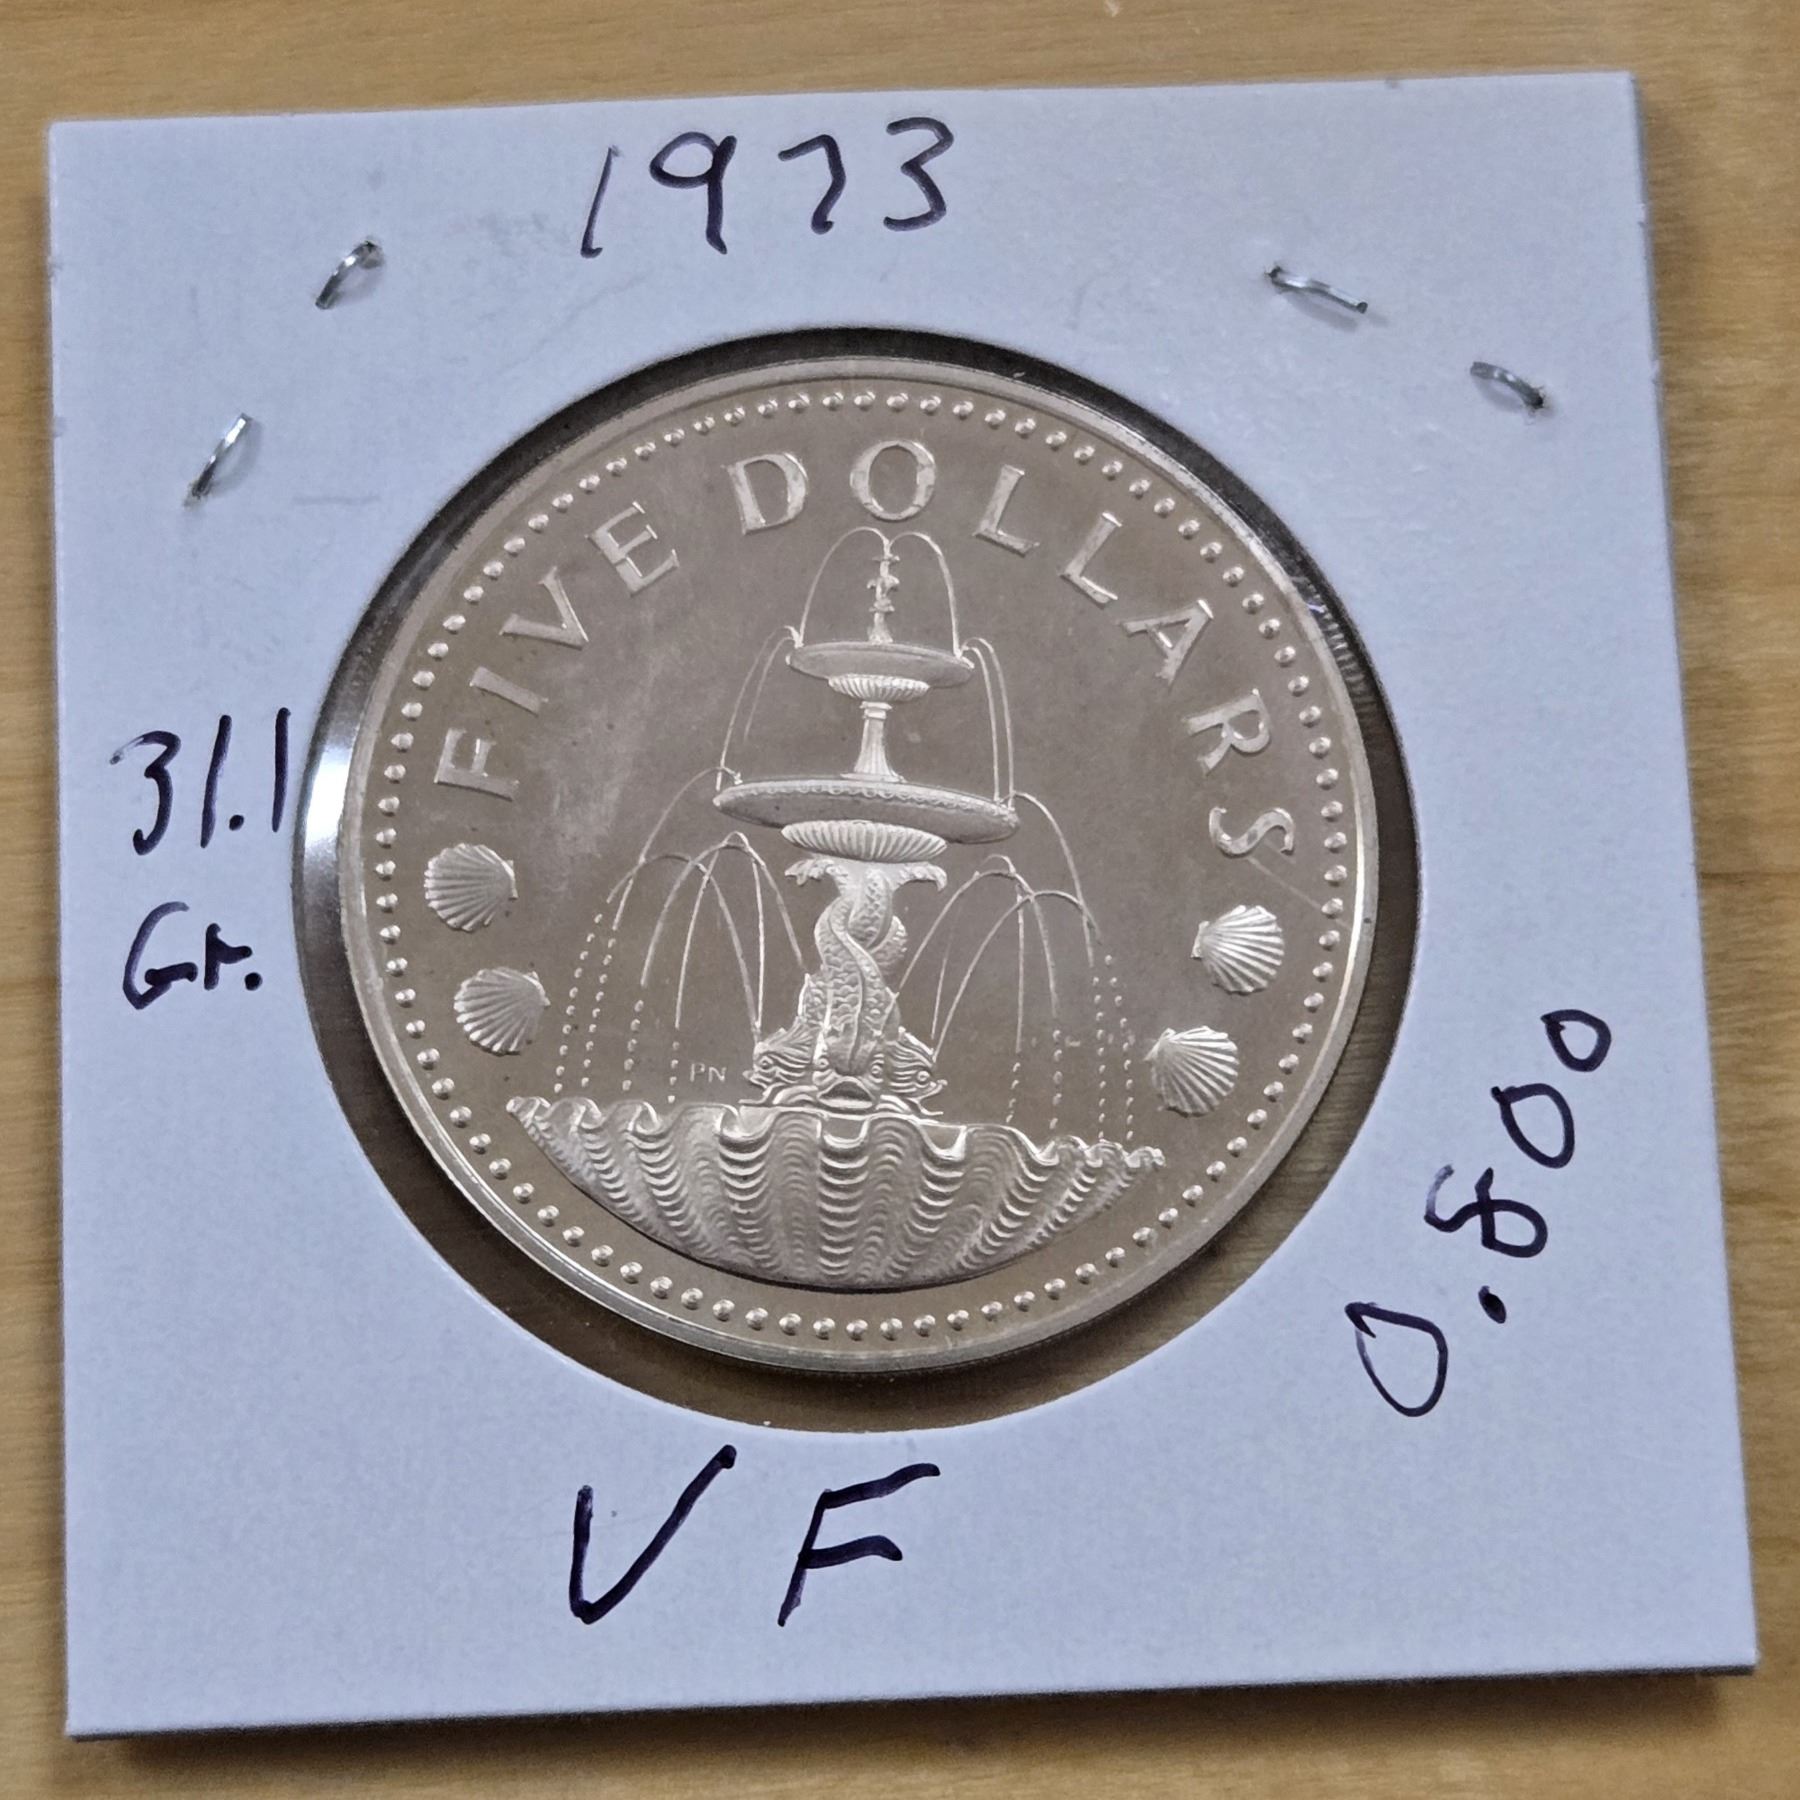 1973
FIVE DOLLARS
31.1
Gr.
PN
0.800
VF